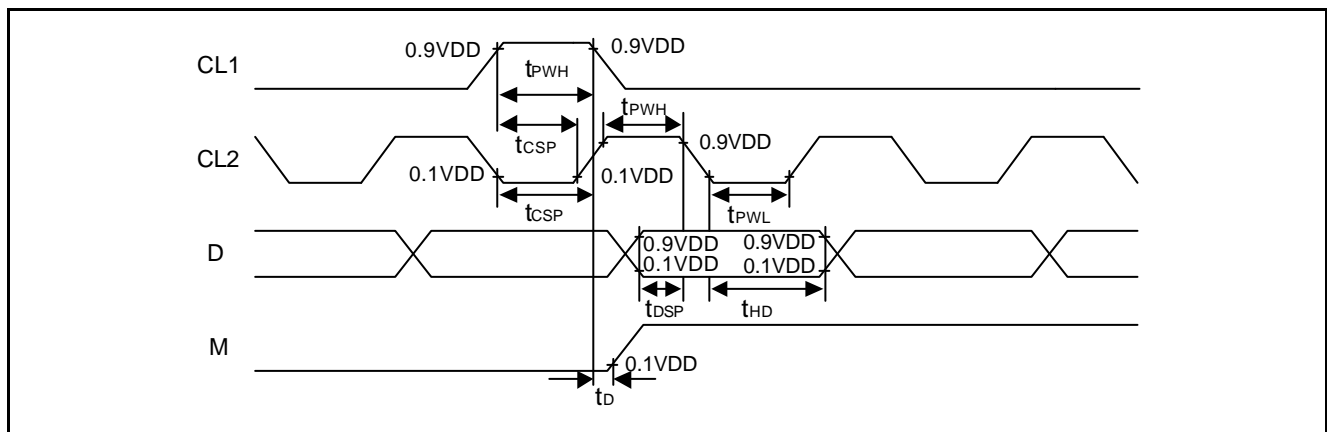 CL1
0.9VDD
0.9VDD
tPWH
tPWH
tCSP
CL2
0.9VDD
0.1VDD
0.1VDD
tCSP
tPWL
D
0.9VDD
0.9VDD
0.1VDD
0.1VDD
tDSP
tHD
M
0.1VDD
tD